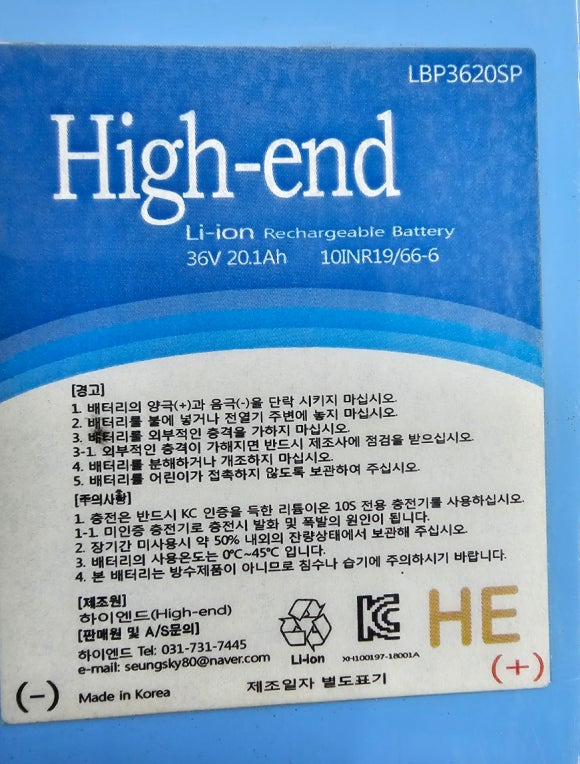 LBP3620SP
High-end
Li-ion Rechargeable Battery
36V 20.1Ah 10INR19/66-6
[경고]
1. 배터리의 양극(+)과 음극(-)을 단락 시키지 마십시오.
2. 배터리를 불에 넣거나 전열기 주변에 놓지 마십시오.
3. 배터리를 외부적인 충격을 가하지 마십시오.
3-1. 외부적인 충격이 가해지면 반드시 제조사에 점검을 받으십시오.
4. 배터리를 분해하거나 개조하지 마십시오.
5. 배터리를 어린이가 접촉하지 않도록 보관하여 주십시오.
[주의사황]
1. 충전은 반드시 KC 인증을 득한 리튬이온 10S 전용 충전기를 사용하십시오.
1-1. 미인증 충전기로 충전시 발화 및 폭발의 원인이 됩니다.
2. 장기간 미사용시 약 50% 내외의 잔량상태에서 보관해 주십시오.
3. 배터리의 사용온도는 0℃~45℃ 입니다.
4. 본 배터리는 방수제품이 아니므로 침수나 습기에 주의하시기 바랍니다.
[제조원]
하이엔드(High-end)
[판매원 및 A/S문의]
하이엔드 Tel: 031-731-7445
e-mail: seungsky80@naver.com
Li-ion
KC
XH100197-18001A
HE
(-)
Made in Korea
제조일자 별도표기
(+)